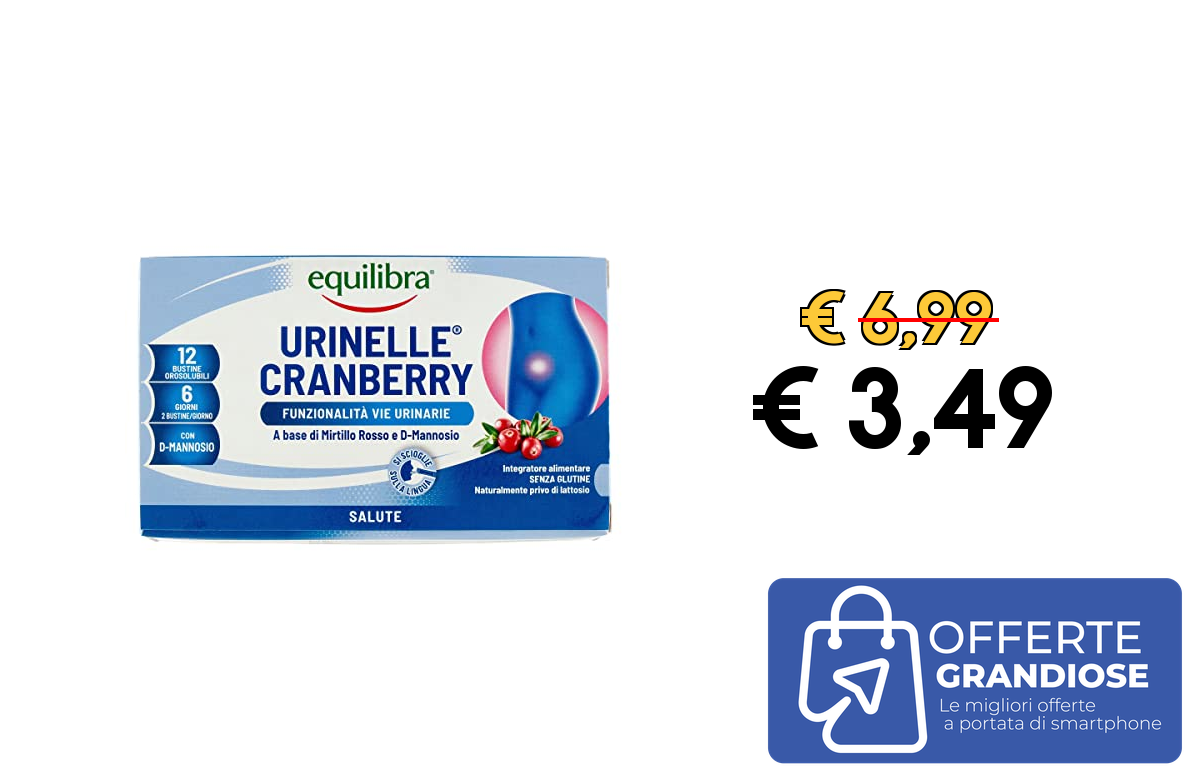 equilibra®
URINELLE®
CRANBERRY
FUNZIONALITÀ VIE URINARIE
A base di Mirtillo Rosso e D-Mannosio
12
BUSTINE
OROSOLUBILI
6
GIORNI
2 BUSTINE/GIORNO
CON
D-MANNOSIO
SI SCIOGLIE
SULLA LINGUA
Integratore alimentare
SENZA GLUTINE
Naturalmente privo di lattosio
SALUTE
€ 6,99
€ 3,49
OFFERTE
GRANDIOSE
Le migliori offerte
a portata di smartphone